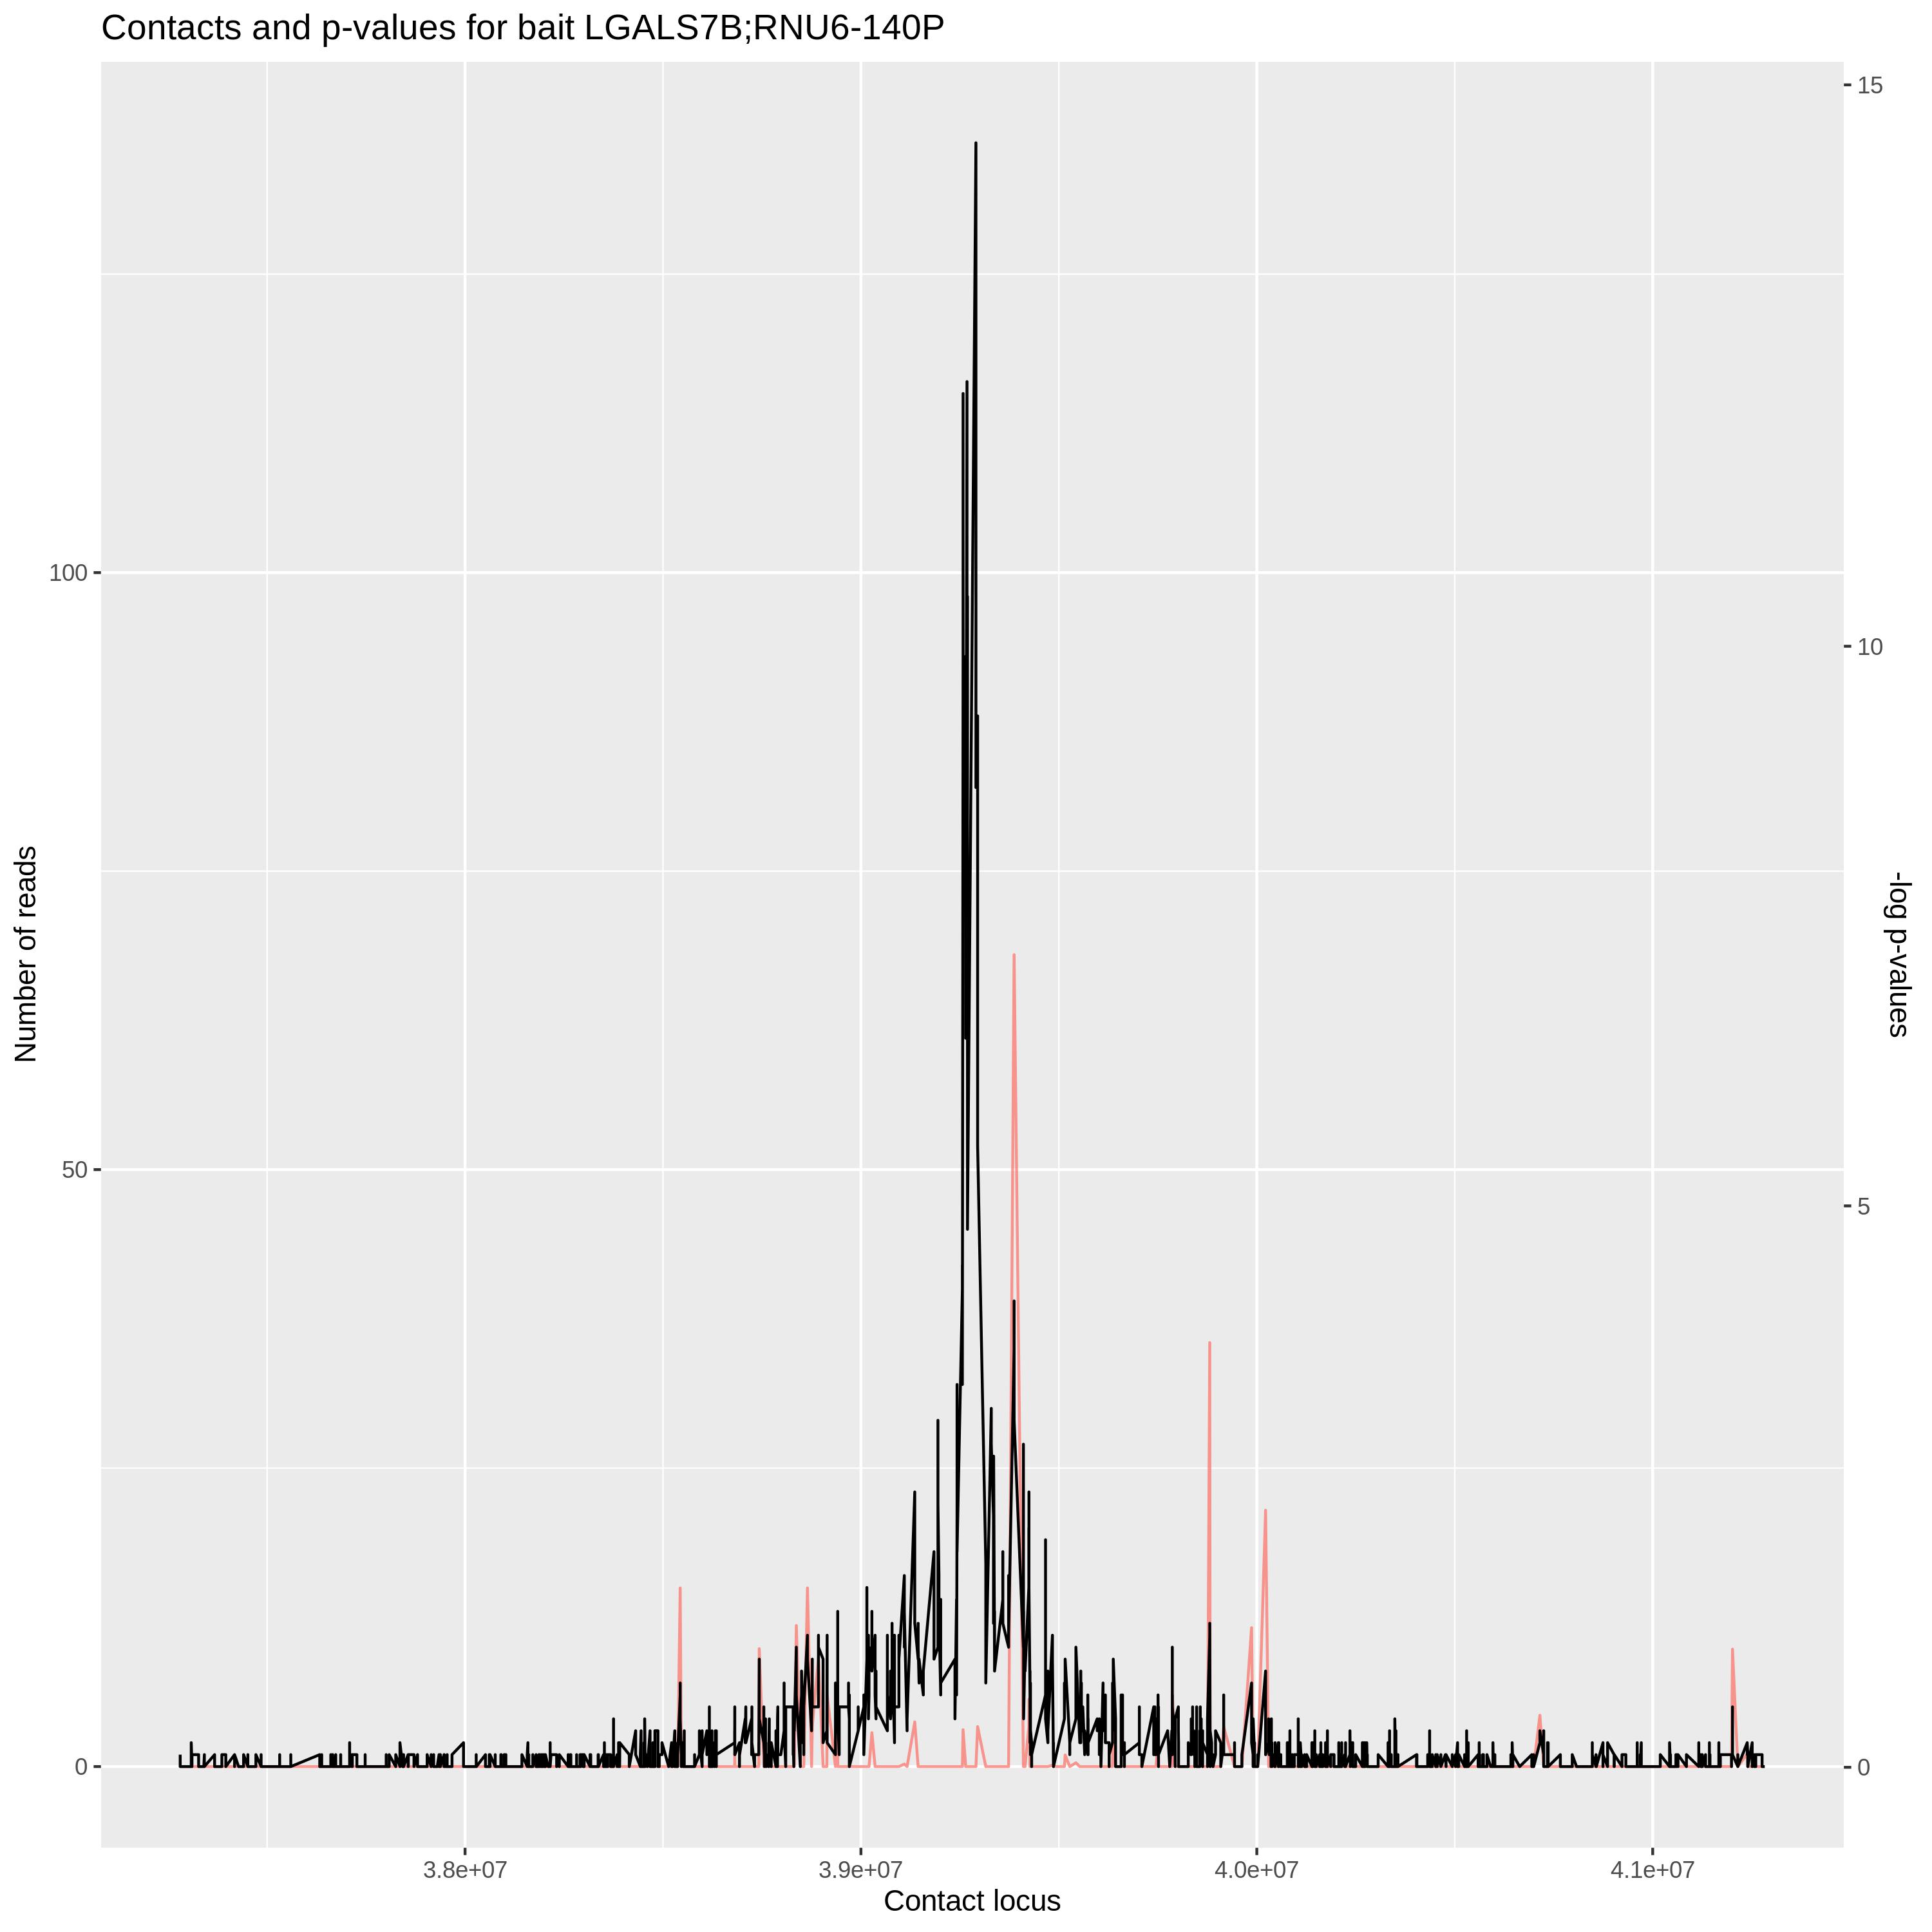 Contacts and p-values for bait LGALS7B;RNU6-140P
Number of reads
100
50
0
15
10
5
0
-log p-values
3.8e+07
3.9e+07
4.0e+07
4.1e+07
Contact locus